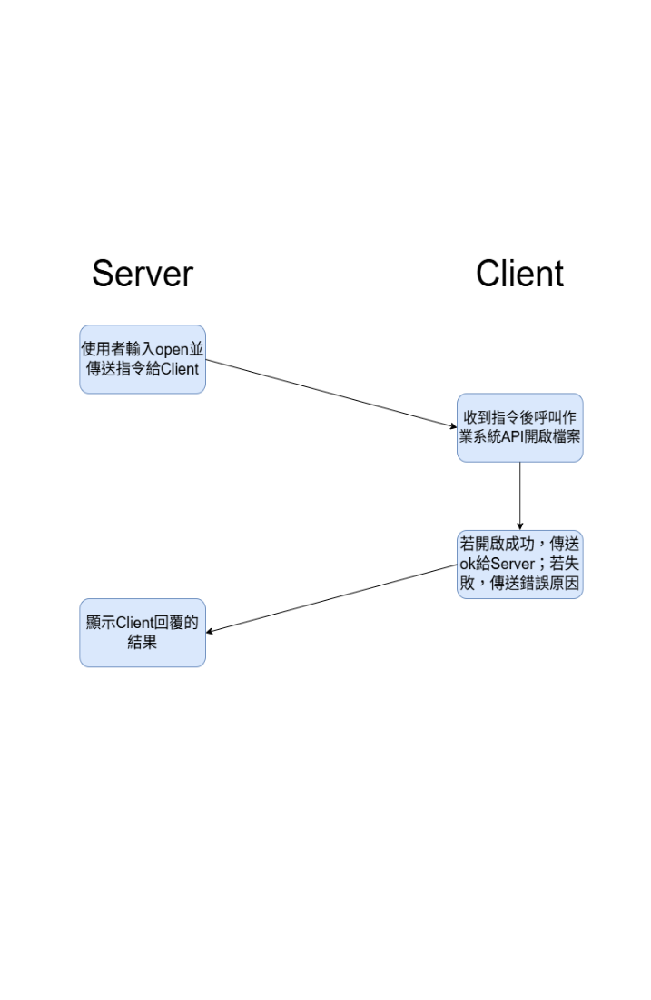 Server
Client
使用者輸入open並
傳送指令給Client
收到指令後呼叫作
業系統API開啟檔案
若開啟成功，傳送
ok給Server；若失
敗，傳送錯誤原因
顯示Client回覆的
結果